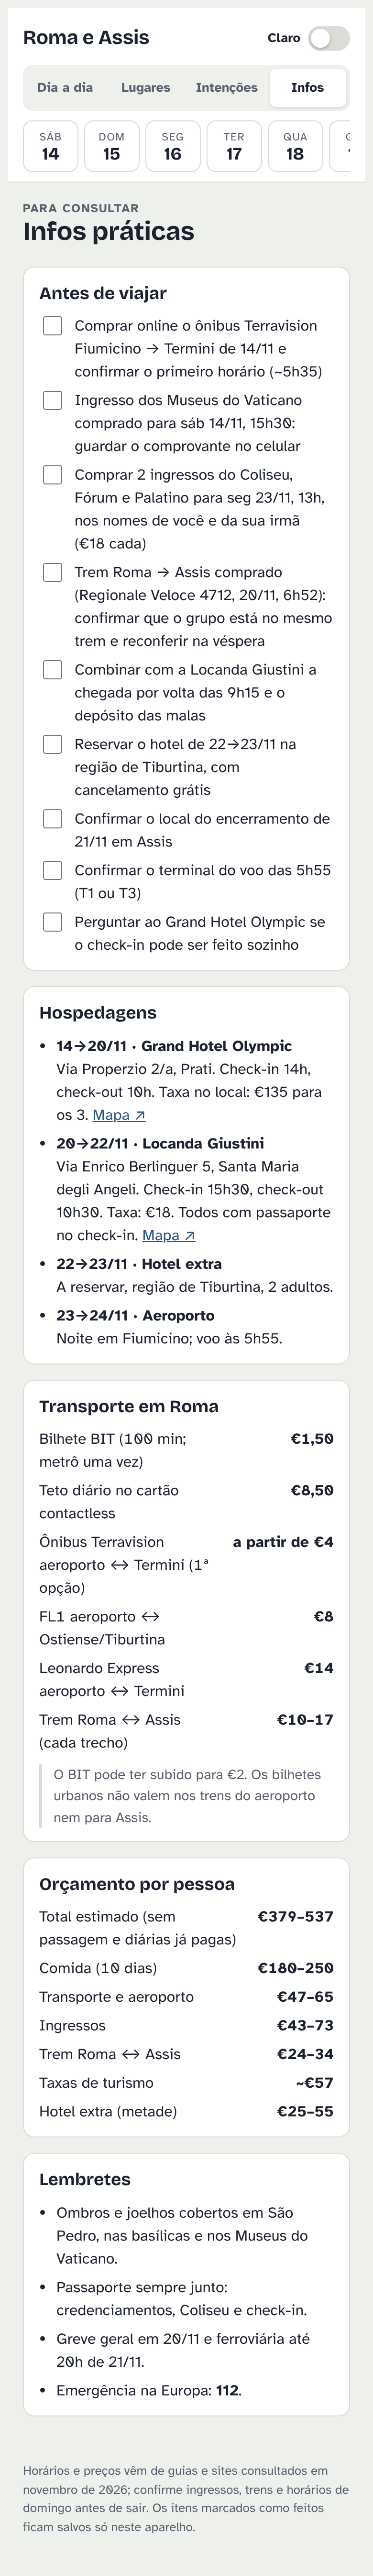 Roma e Assis
Claro
Dia a dia
Lugares
Intenções
Infos
SÁB
14
DOM
15
SEG
16
TER
17
QUA
18
PARA CONSULTAR
Infos práticas
Antes de viajar
Comprar online o ônibus Terravision
Fiumicino → Termini de 14/11 e
confirmar o primeiro horário (~5h35)
Ingresso dos Museus do Vaticano
comprado para sáb 14/11, 15h30:
guardar o comprovante no celular
Comprar 2 ingressos do Coliseu,
Fórum e Palatino para seg 23/11, 13h,
nos nomes de você e da sua irmã
(€18 cada)
Trem Roma → Assis comprado
(Regionale Veloce 4712, 20/11, 6h52):
confirmar que o grupo está no mesmo
trem e reconferir na véspera
Combinar com a Locanda Giustini a
chegada por volta das 9h15 e o
depósito das malas
Reservar o hotel de 22→23/11 na
região de Tiburtina, com
cancelamento grátis
Confirmar o local do encerramento de
21/11 em Assis
Confirmar o terminal do voo das 5h55
(T1 ou T3)
Perguntar ao Grand Hotel Olympic se
o check-in pode ser feito sozinho
Hospedagens
• 14→20/11 · Grand Hotel Olympic
Via Properzio 2/a, Prati. Check-in 14h,
check-out 10h. Taxa no local: €135 para
os 3. Mapa ↗
• 20→22/11 · Locanda Giustini
Via Enrico Berlinguer 5, Santa Maria
degli Angeli. Check-in 15h30, check-out
10h30. Taxa: €18. Todos com passaporte
no check-in. Mapa ↗
• 22→23/11 · Hotel extra
A reservar, região de Tiburtina, 2 adultos.
• 23→24/11 · Aeroporto
Noite em Fiumicino; voo às 5h55.
Transporte em Roma
Bilhete BIT (100 min; €1,50
metrô uma vez)
Teto diário no cartão €8,50
contactless
Ônibus Terravision a partir de €4
aeroporto ↔ Termini (1ª
opção)
FL1 aeroporto ↔ €8
Ostiense/Tiburtina
Leonardo Express €14
aeroporto ↔ Termini
Trem Roma ↔ Assis €10–17
(cada trecho)
O BIT pode ter subido para €2. Os bilhetes
urbanos não valem nos trens do aeroporto
nem para Assis.
Orçamento por pessoa
Total estimado (sem €379–537
passagem e diárias já pagas)
Comida (10 dias) €180–250
Transporte e aeroporto €47–65
Ingressos €43–73
Trem Roma ↔ Assis €24–34
Taxas de turismo ~€57
Hotel extra (metade) €25–55
Lembretes
• Ombros e joelhos cobertos em São
Pedro, nas basílicas e nos Museus do
Vaticano.
• Passaporte sempre junto:
credenciamentos, Coliseu e check-in.
• Greve geral em 20/11 e ferroviária até
20h de 21/11.
• Emergência na Europa: 112.
Horários e preços vêm de guias e sites consultados em
novembro de 2026; confirme ingressos, trens e horários de
domingo antes de sair. Os itens marcados como feitos
ficam salvos só neste aparelho.